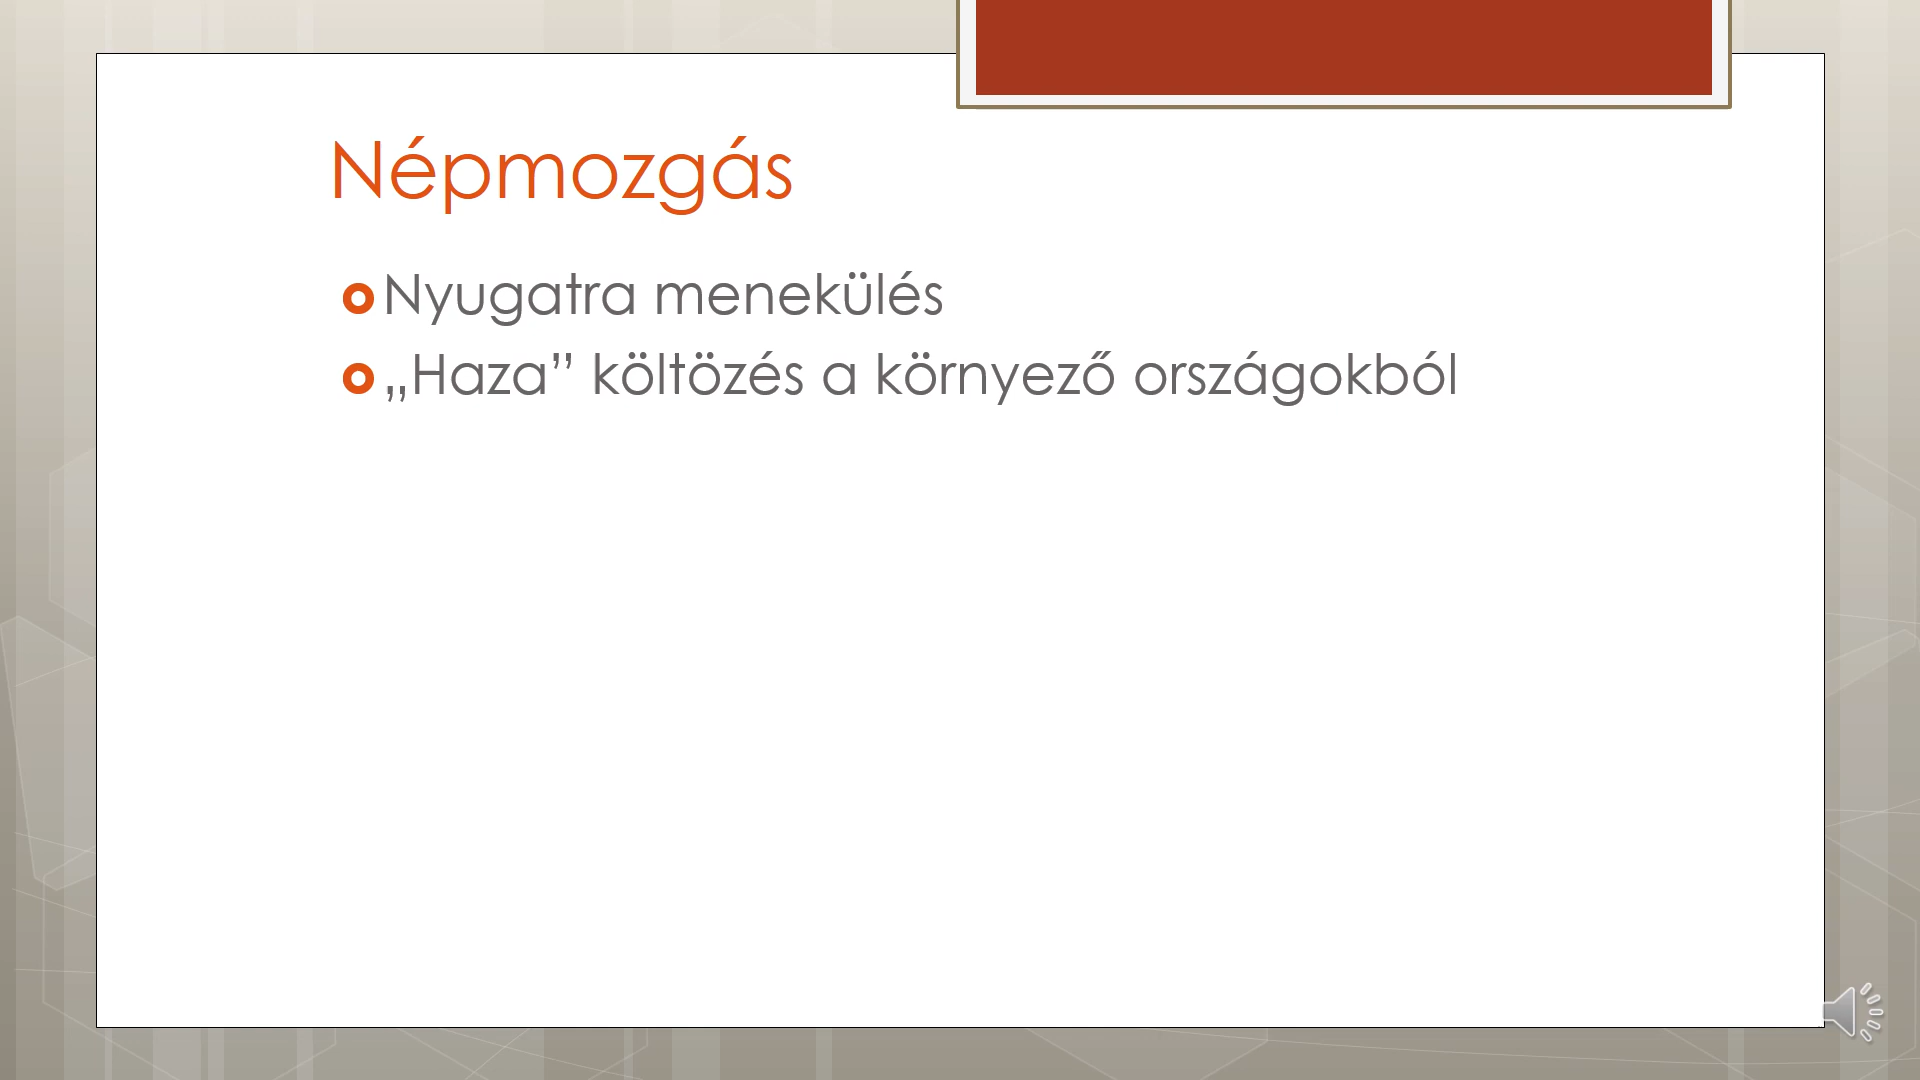 Népmozgás
Nyugatra menekülés
„Haza” költözés a környező országokból